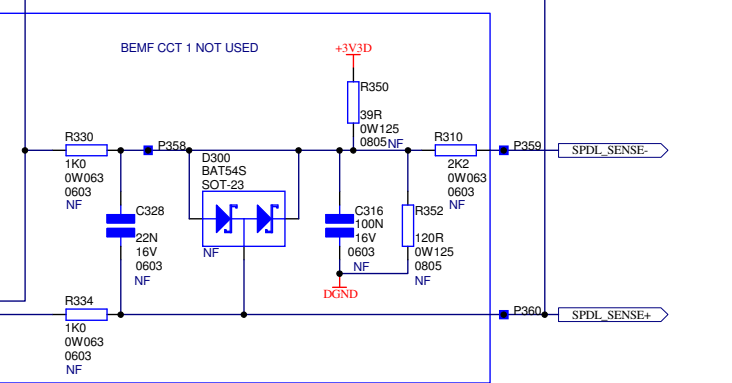 BEMF CCT 1 NOT USED
+3V3D
R350
39R
0W125
0805
NF
R330
1K0
0W063
0603
NF
P358
D300
BAT54S
SOT-23
NF
R310
2K2
0W063
0603
NF
P359
SPDL_SENSE-
C328
22N
16V
0603
NF
C316
100N
16V
0603
NF
R352
120R
0W125
0805
NF
DGND
R334
1K0
0W063
0603
NF
P360
SPDL_SENSE+